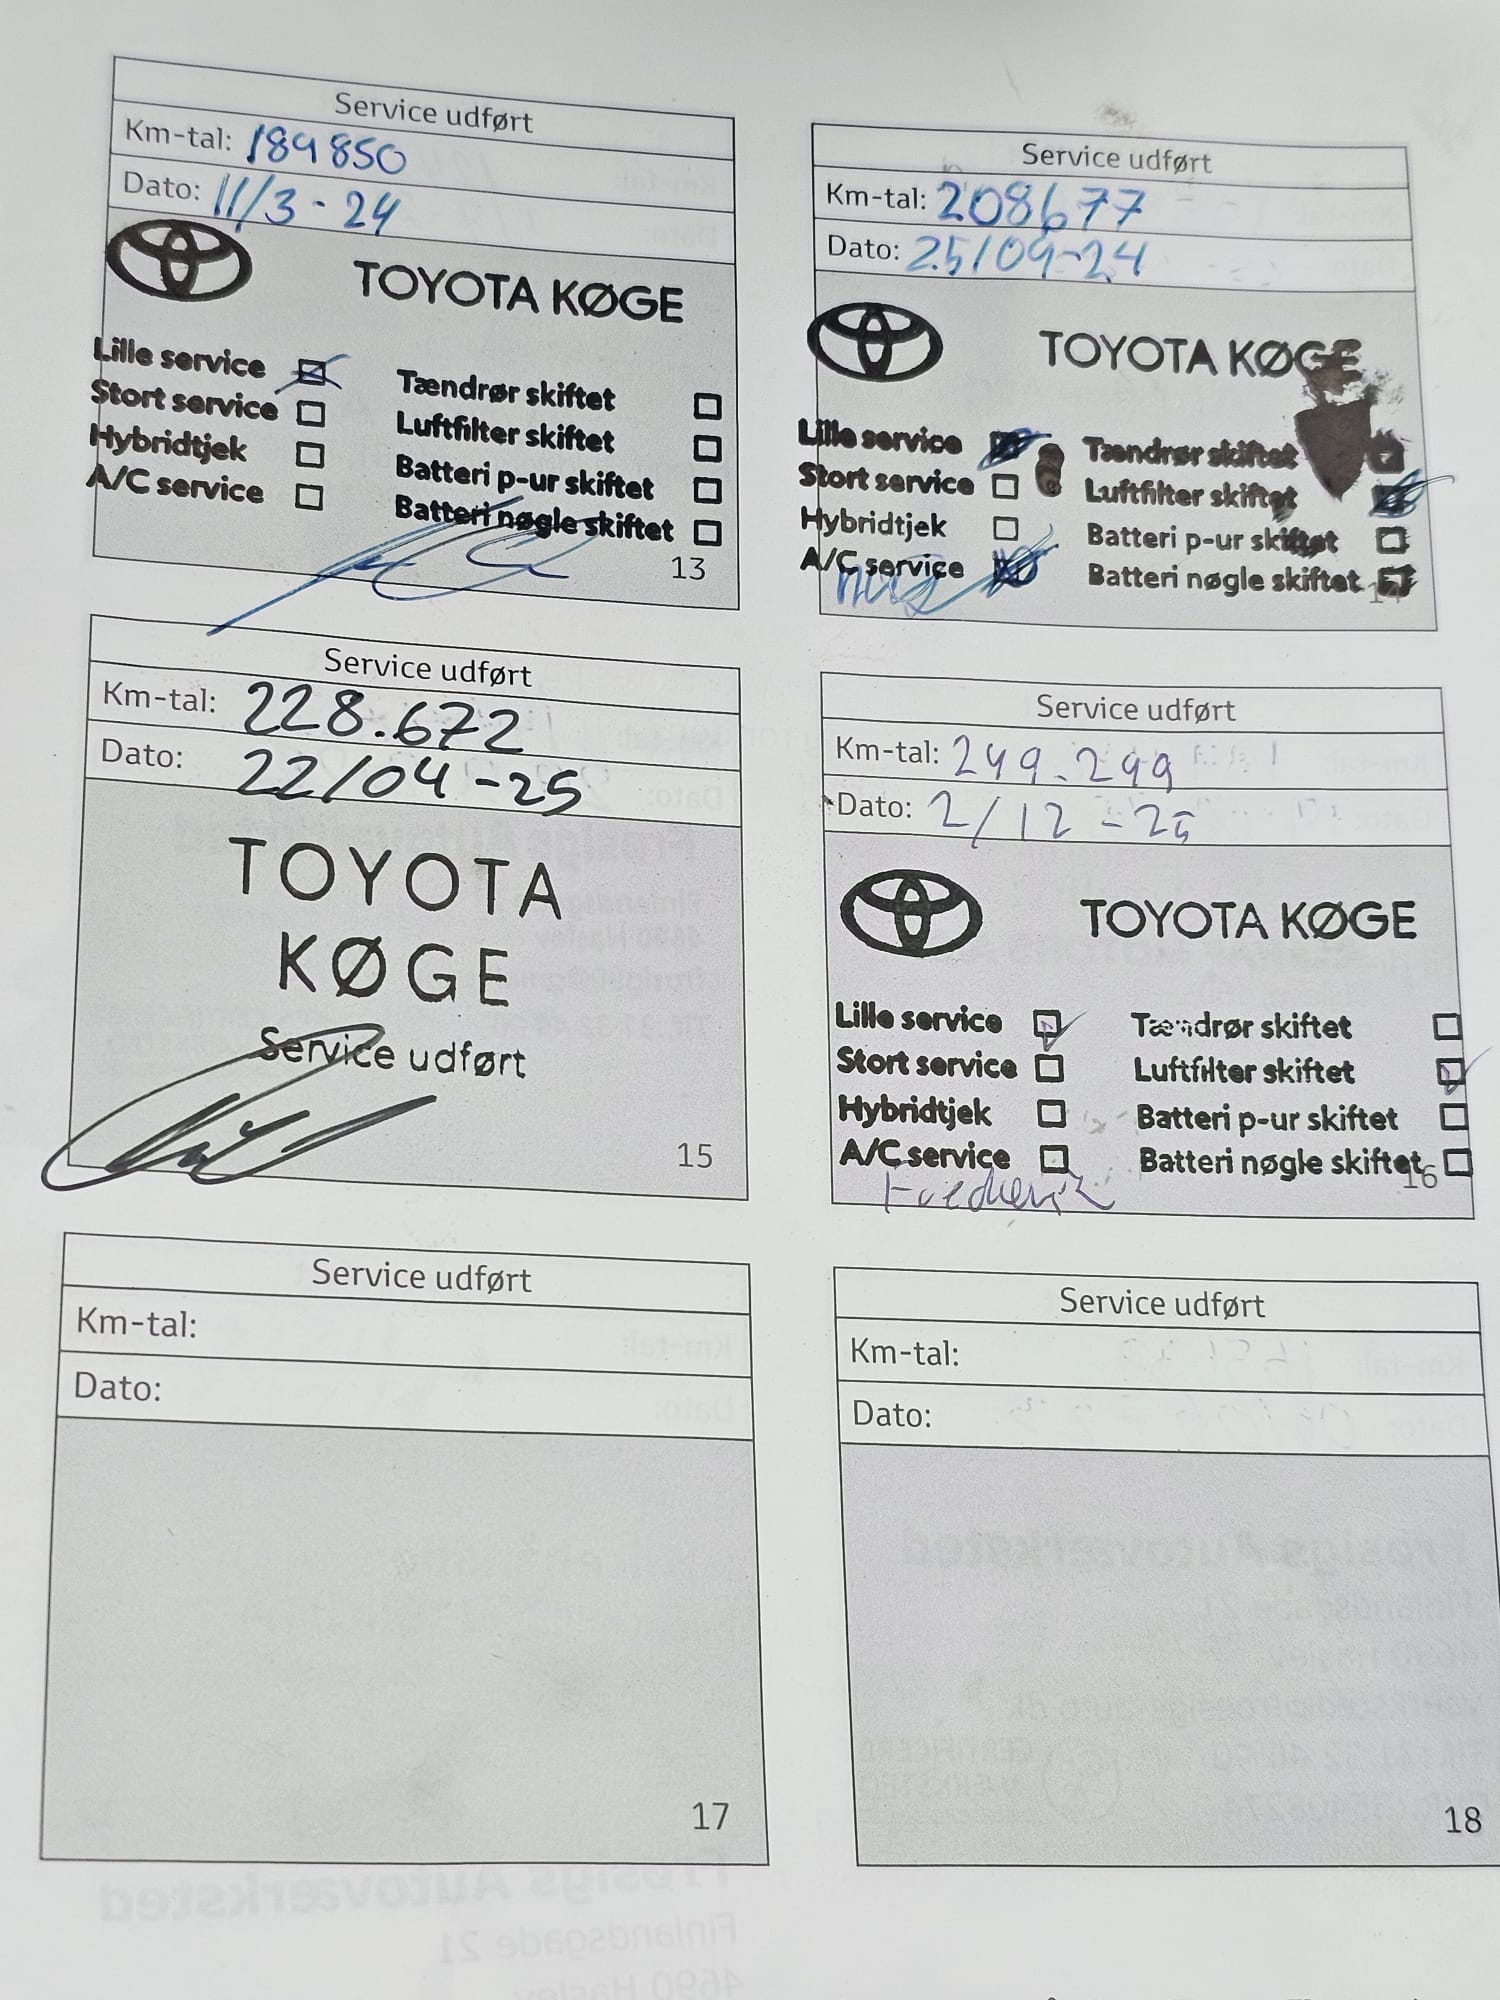 Service udført
Km-tal: 189850
Dato: 11/3-24
TOYOTA KØGE
Lille service
Tændrør skiftet
Stort service
Luftfilter skiftet
Hybridtjek
Batteri p-ur skiftet
A/C service
Batteri nøgle skiftet
13
Service udført
Km-tal: 208677
Dato: 25/09-24
TOYOTA KØGE
Lille service
Tændrør skiftet
Stort service
Luftfilter skiftet
Hybridtjek
Batteri p-ur skiftet
A/C service
Batteri nøgle skiftet
14
Service udført
Km-tal: 228.672
Dato: 22/04-25
TOYOTA
KØGE
Service udført
15
Service udført
Km-tal: 249.299
Dato: 2/12-25
TOYOTA KØGE
Lille service
Tændrør skiftet
Stort service
Luftfilter skiftet
Hybridtjek
Batteri p-ur skiftet
A/C service
Batteri nøgle skiftet
16
Frederik
Service udført
Km-tal:
Dato:
17
Service udført
Km-tal:
Dato:
18